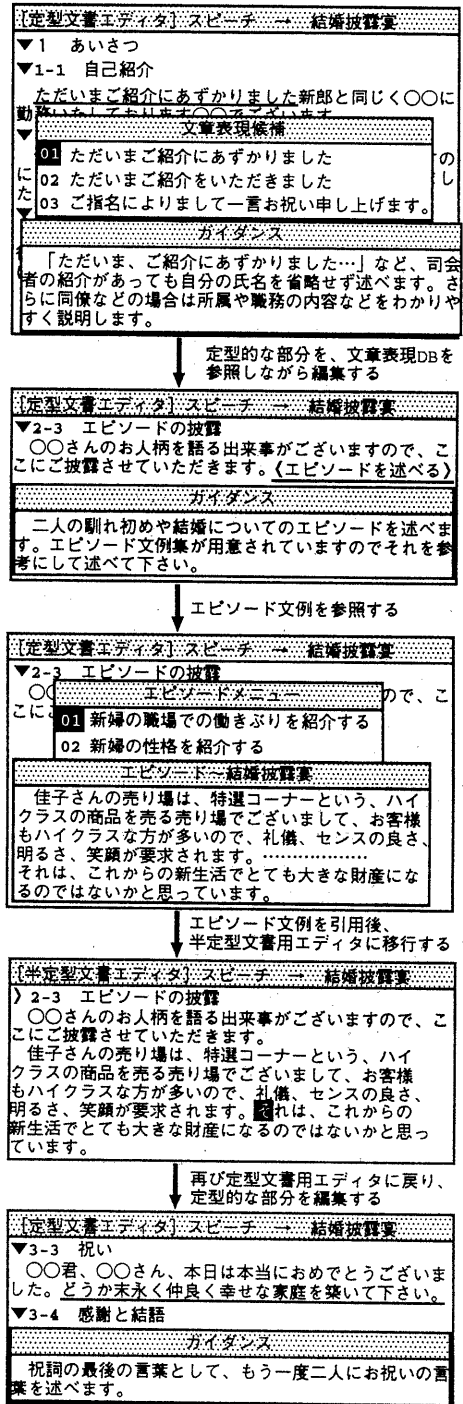 [定型文書エディタ] スピーチ → 結婚披露宴
▼1 あいさつ
▼1-1 自己紹介
ただいまご紹介にあずかりました新郎と同じく〇〇に
勤務いたしております〇〇でございます
文章表現候補
01 ただいまご紹介にあずかりました
02 ただいまご紹介をいただきました
03 ご指名によりまして一言お祝い申し上げます。
ガイダンス
「ただいま、ご紹介にあずかりました…」など、司会
者の紹介があっても自分の氏名を省略せず述べます。さ
らに同僚などの場合は所属や職務の内容などをわかりや
すく説明します。
定型的な部分を、文章表現DBを
参照しながら編集する
[定型文書エディタ] スピーチ → 結婚披露宴
▼2-3 エピソードの披露
〇〇さんのお人柄を語る出来事がございますので、こ
こにご披露させていただきます。《エピソードを述べる》
ガイダンス
二人の馴れ初めや結婚についてのエピソードを述べま
す。エピソード文例集が用意されていますのでそれを参
考にして述べて下さい。
エピソード文例を参照する
[定型文書エディタ] スピーチ → 結婚披露宴
▼2-3 エピソードの披露
〇〇 ので、こ
こにご
エピソードメニュー
01 新婦の職場での働きぶりを紹介する
02 新婦の性格を紹介する
エピソード〜結婚披露宴
佳子さんの売り場は、特選コーナーという、ハイ
クラスの商品を売る売り場でございまして、お客様
もハイクラスな方が多いので、礼儀、センスの良さ、
明るさ、笑顔が要求されます。………………
それは、これからの新生活でとても大きな財産にな
るのではないかと思っています。
エピソード文例を引用後、
半定型文書用エディタに移行する
[半定型文書エディタ] スピーチ → 結婚披露宴
》2-3 エピソードの披露
〇〇さんのお人柄を語る出来事がございますので、こ
こにご披露させていただきます。
佳子さんの売り場は、特選コーナーという、ハイ
クラスの商品を売る売り場でございまして、お客様
もハイクラスな方が多いので、礼儀、センスの良さ、
明るさ、笑顔が要求されます。それは、これからの
新生活でとても大きな財産になるのではないかと思っ
ています。
再び定型文書用エディタに戻り、
定型的な部分を編集する
[定型文書エディタ] スピーチ → 結婚披露宴
▼3-3 祝い
〇〇君、〇〇さん、本日は本当におめでとうございま
した。どうか末永く仲良く幸せな家庭を築いて下さい。
▼3-4 感謝と結語
ガイダンス
祝詞の最後の言葉として、もう一度二人にお祝いの言
葉を述べます。